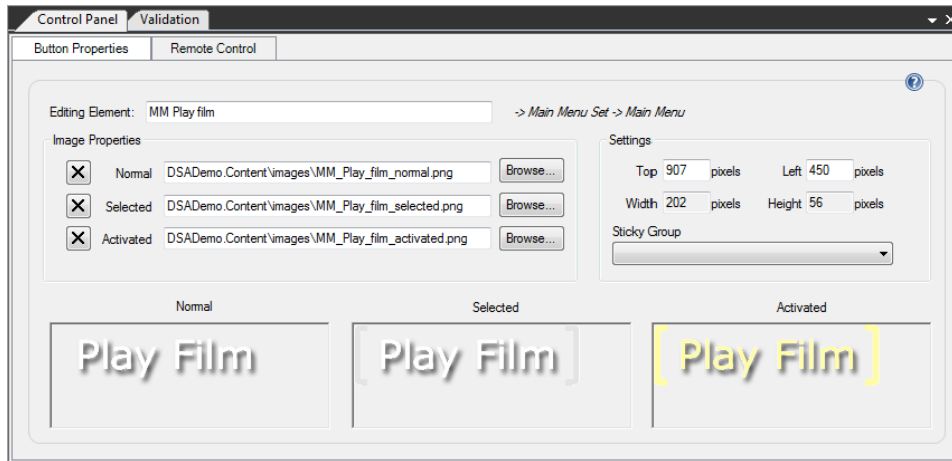 Control Panel Validation
Button Properties Remote Control
?
Editing Element: MM Play film -> Main Menu Set -> Main Menu
Image Properties Settings
Normal DSADemo.Content\images\MM_Play_film_normal.png Browse... Top 907 pixels Left 450 pixels
Selected DSADemo.Content\images\MM_Play_film_selected.png Browse... Width 202 pixels Height 56 pixels
Activated DSADemo.Content\images\MM_Play_film_activated.png Browse... Sticky Group
Normal Selected Activated
Play Film [Play Film] [Play Film]